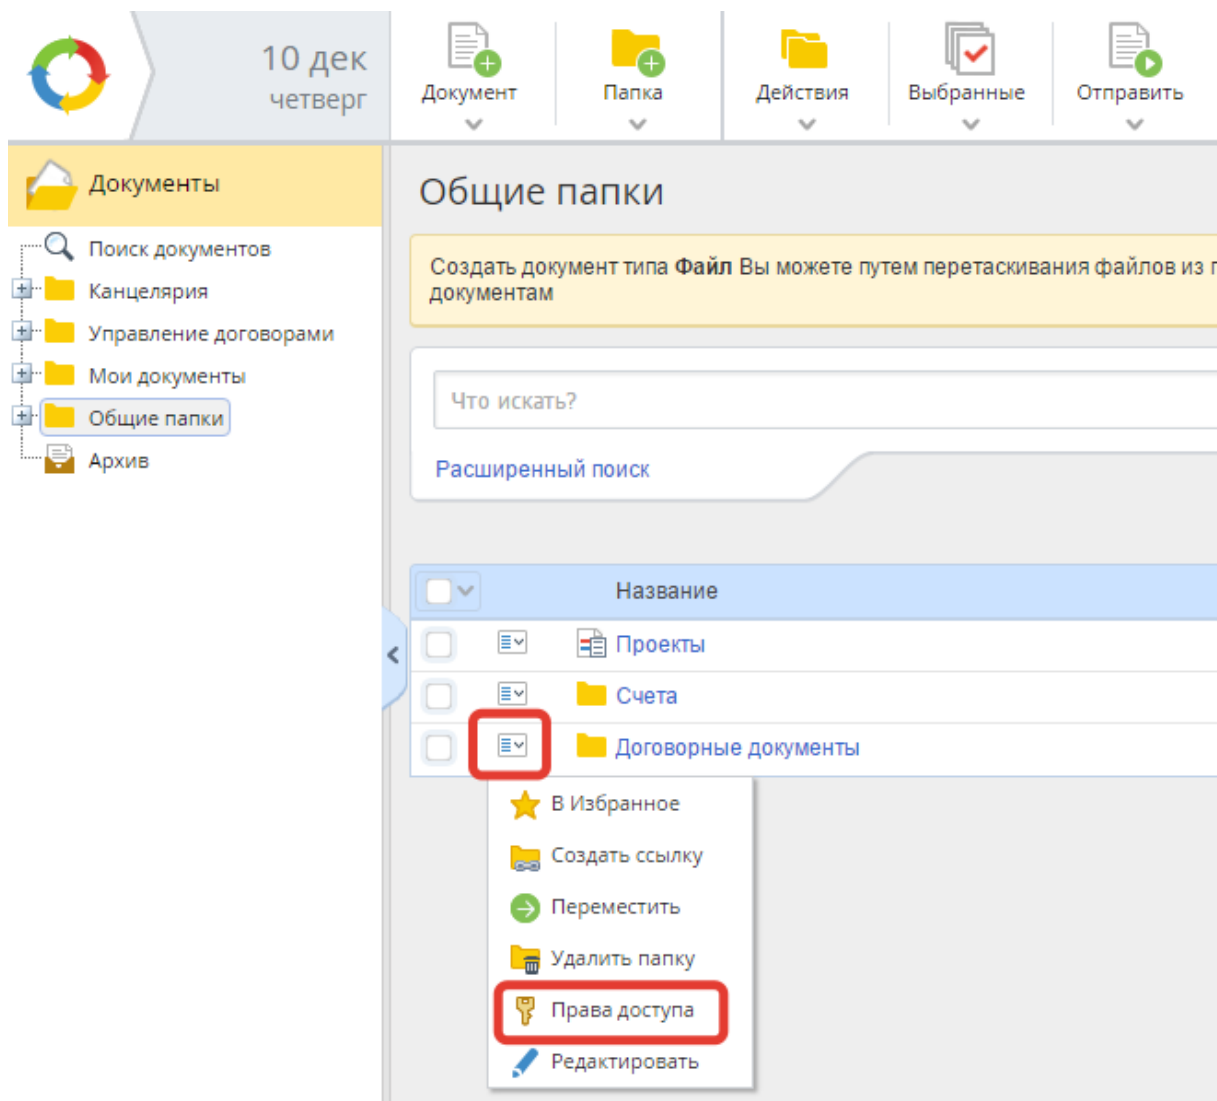 10 дек
четверг
Документ
Папка
Действия
Выбранные
Отправить
Документы
Поиск документов
Канцелярия
Управление договорами
Мои документы
Общие папки
Архив
Общие папки
Создать документ типа Файл Вы можете путем перетаскивания файлов из
документам
Что искать?
Расширенный поиск
Название
Проекты
Счета
Договорные документы
В Избранное
Создать ссылку
Переместить
Удалить папку
Права доступа
Редактировать